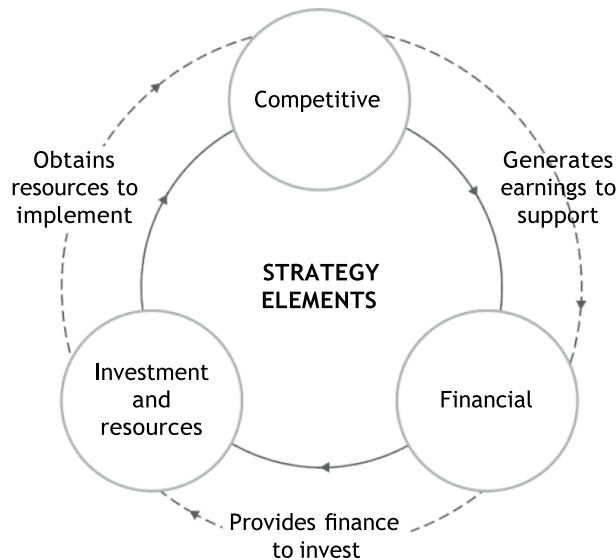 Competitive
Obtains
resources to
implement
Generates
earnings to
support
STRATEGY
ELEMENTS
Investment
and
resources
Financial
Provides finance
to invest